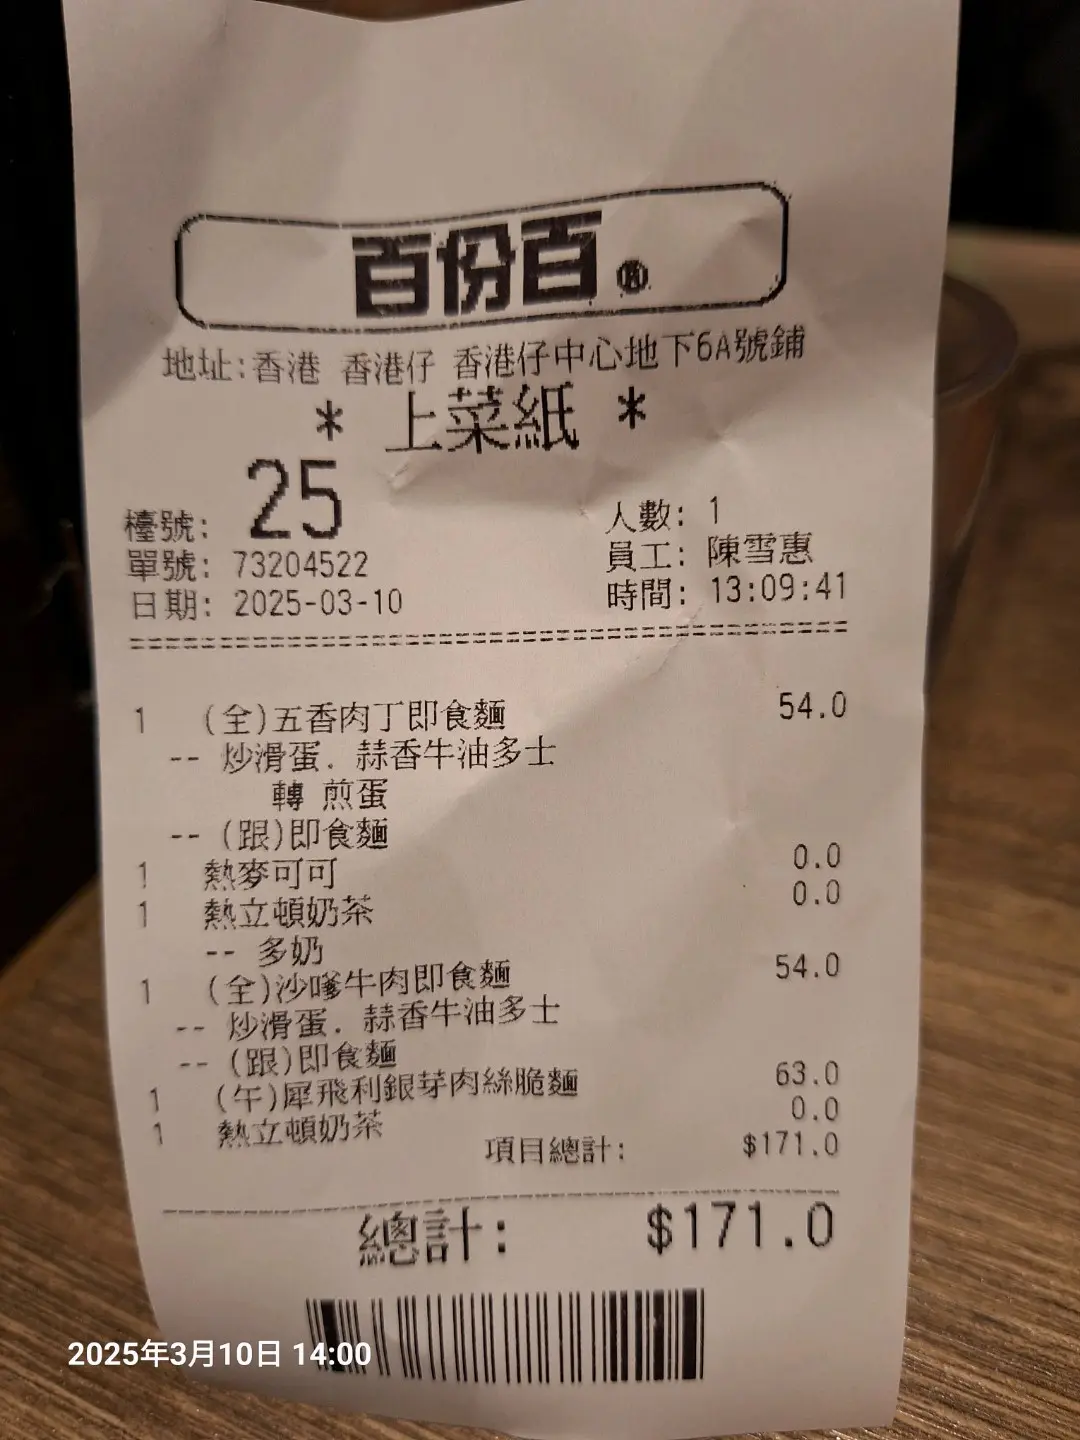 百份百®
地址:香港 香港仔 香港仔中心地下6A號鋪
* 上菜紙 *
檯號: 25 人數: 1
單號: 73204522 員工: 陳雪惠
日期: 2025-03-10 時間: 13:09:41
1 (全)五香肉丁即食麵 54.0
-- 炒滑蛋. 蒜香牛油多士
轉 煎蛋
-- (跟)即食麵
1 熱麥可可 0.0
1 熱立頓奶茶 0.0
-- 多奶
1 (全)沙嗲牛肉即食麵 54.0
-- 炒滑蛋. 蒜香牛油多士
-- (跟)即食麵
1 (午)犀飛利銀芽肉絲脆麵 63.0
1 熱立頓奶茶 0.0
項目總計: $171.0
總計: $171.0
2025年3月10日 14:00